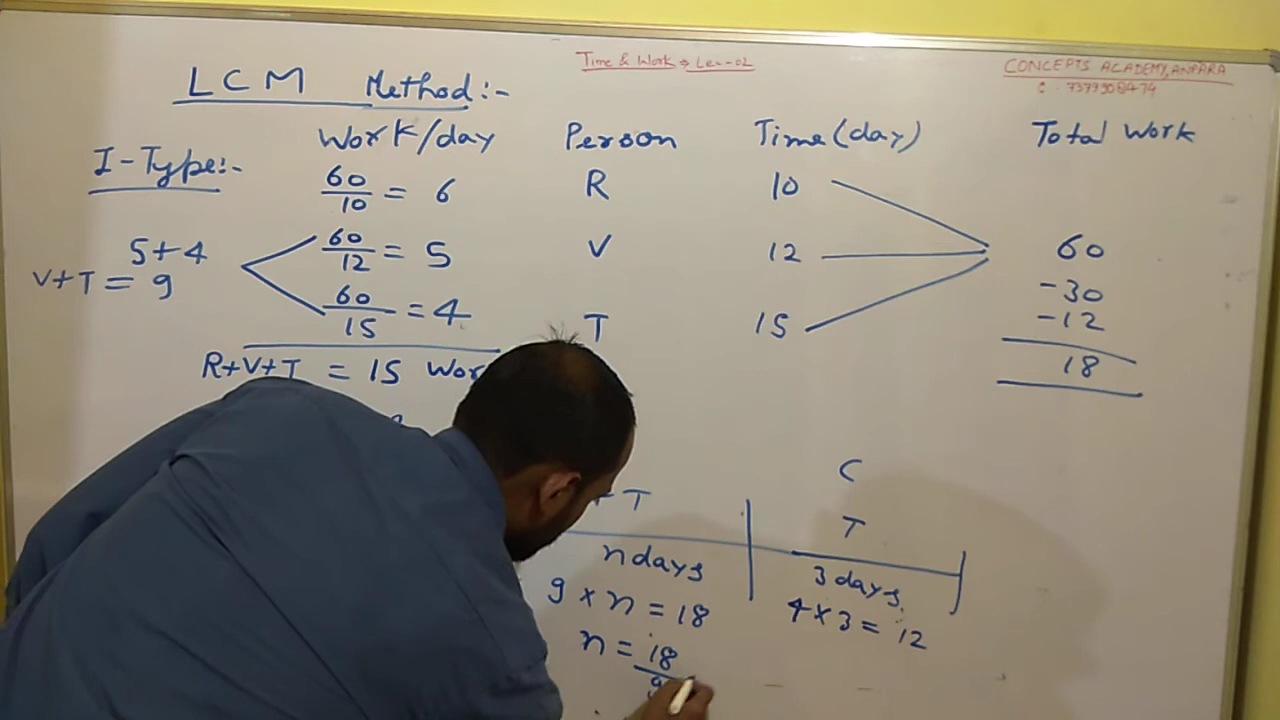 Time & Work → Lec-02
CONCEPTS ACADEMY, ANPARA
LCM Method:-
Work/day Person Time(day) Total Work
I-Type:-
60/10 = 6 R 10
5+4 60/12 = 5 V 12 60
V+T = 9
-30
60/15 = 4 T 15 -12
18
R+V+T = 15
C
+ T T
n days 3 days
9 × n = 18 4 × 3 = 12
n = 18/9